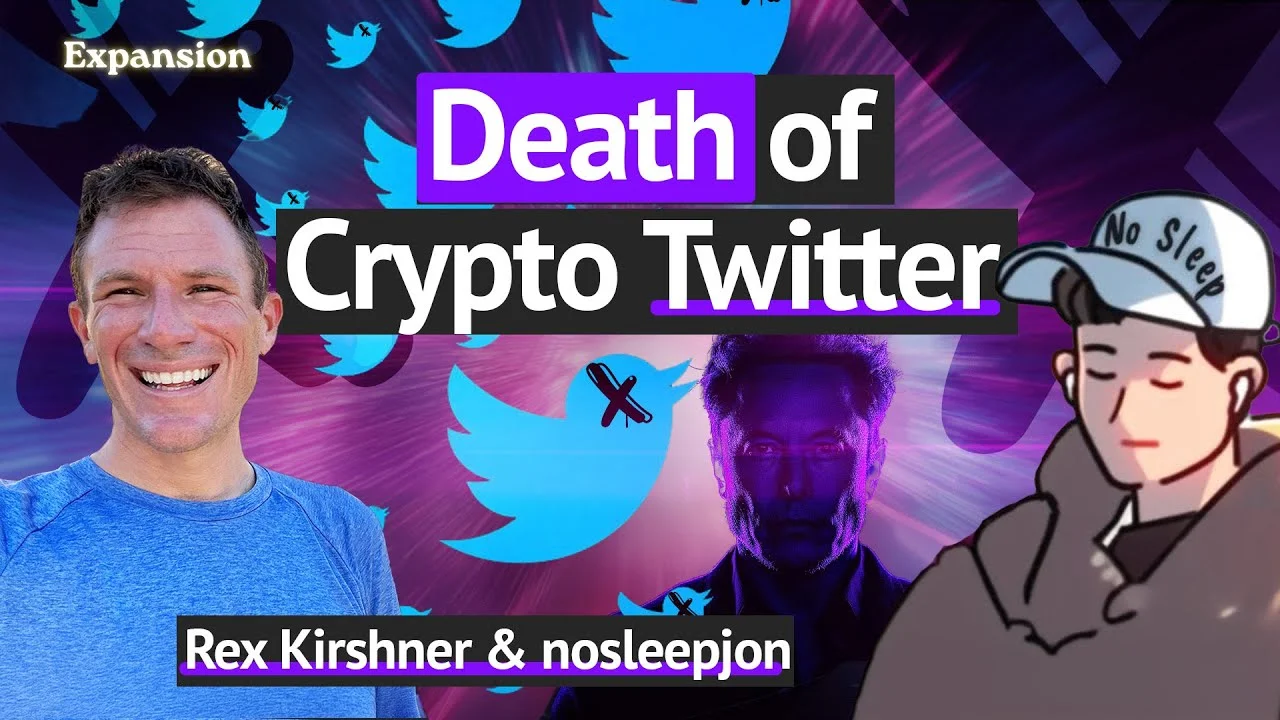 Expansion
Death of
Crypto Twitter
No Sleep
Rex Kirshner & nosleepjon